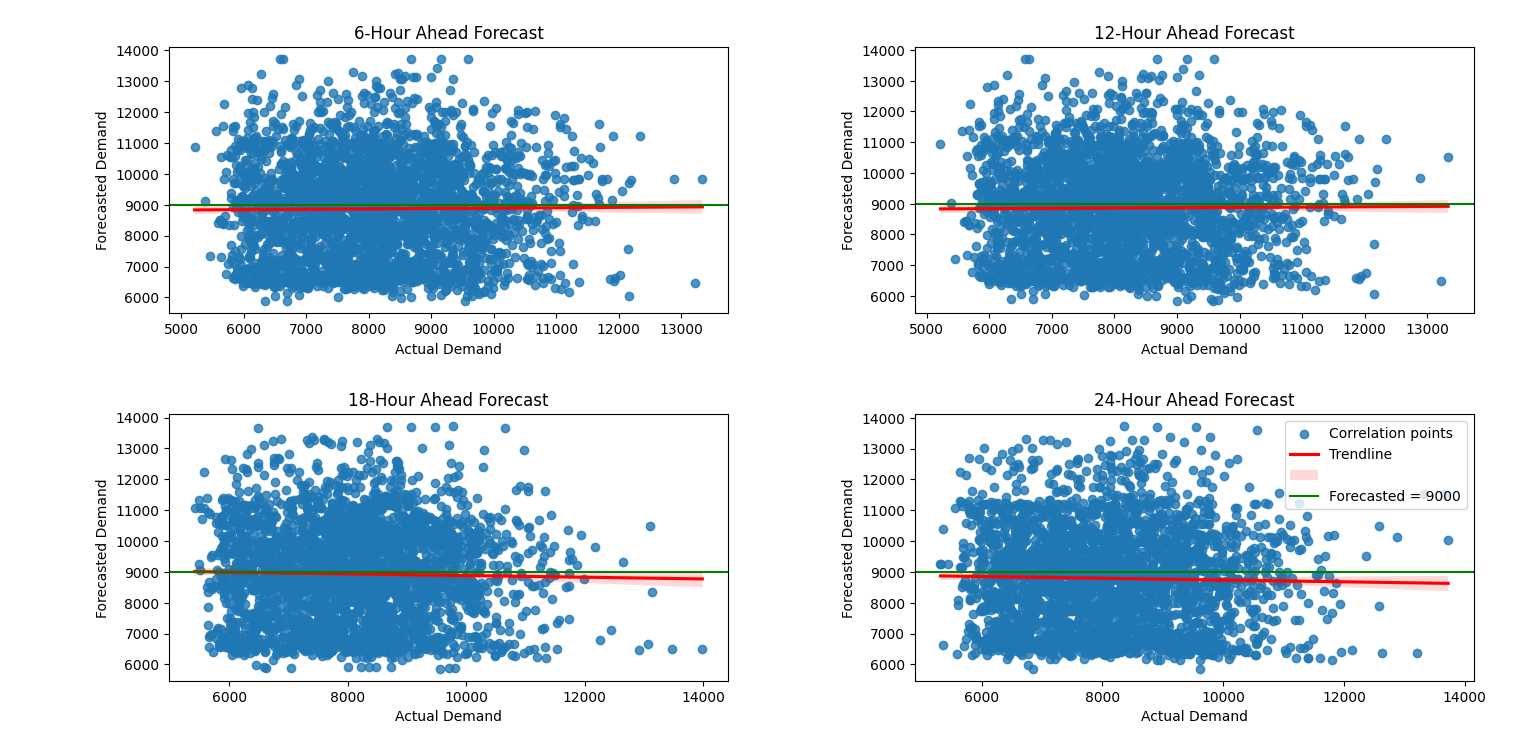 6-Hour Ahead Forecast
14000
13000
12000
11000
10000
9000
8000
7000
6000
Forecasted Demand
5000 6000 7000 8000 9000 10000 11000 12000 13000
Actual Demand
12-Hour Ahead Forecast
14000
13000
12000
11000
10000
9000
8000
7000
6000
Forecasted Demand
5000 6000 7000 8000 9000 10000 11000 12000 13000
Actual Demand
18-Hour Ahead Forecast
14000
13000
12000
11000
10000
9000
8000
7000
6000
Forecasted Demand
6000 8000 10000 12000 14000
Actual Demand
24-Hour Ahead Forecast
14000
13000
12000
11000
10000
9000
8000
7000
6000
Forecasted Demand
Correlation points
Trendline
Forecasted = 9000
6000 8000 10000 12000 14000
Actual Demand